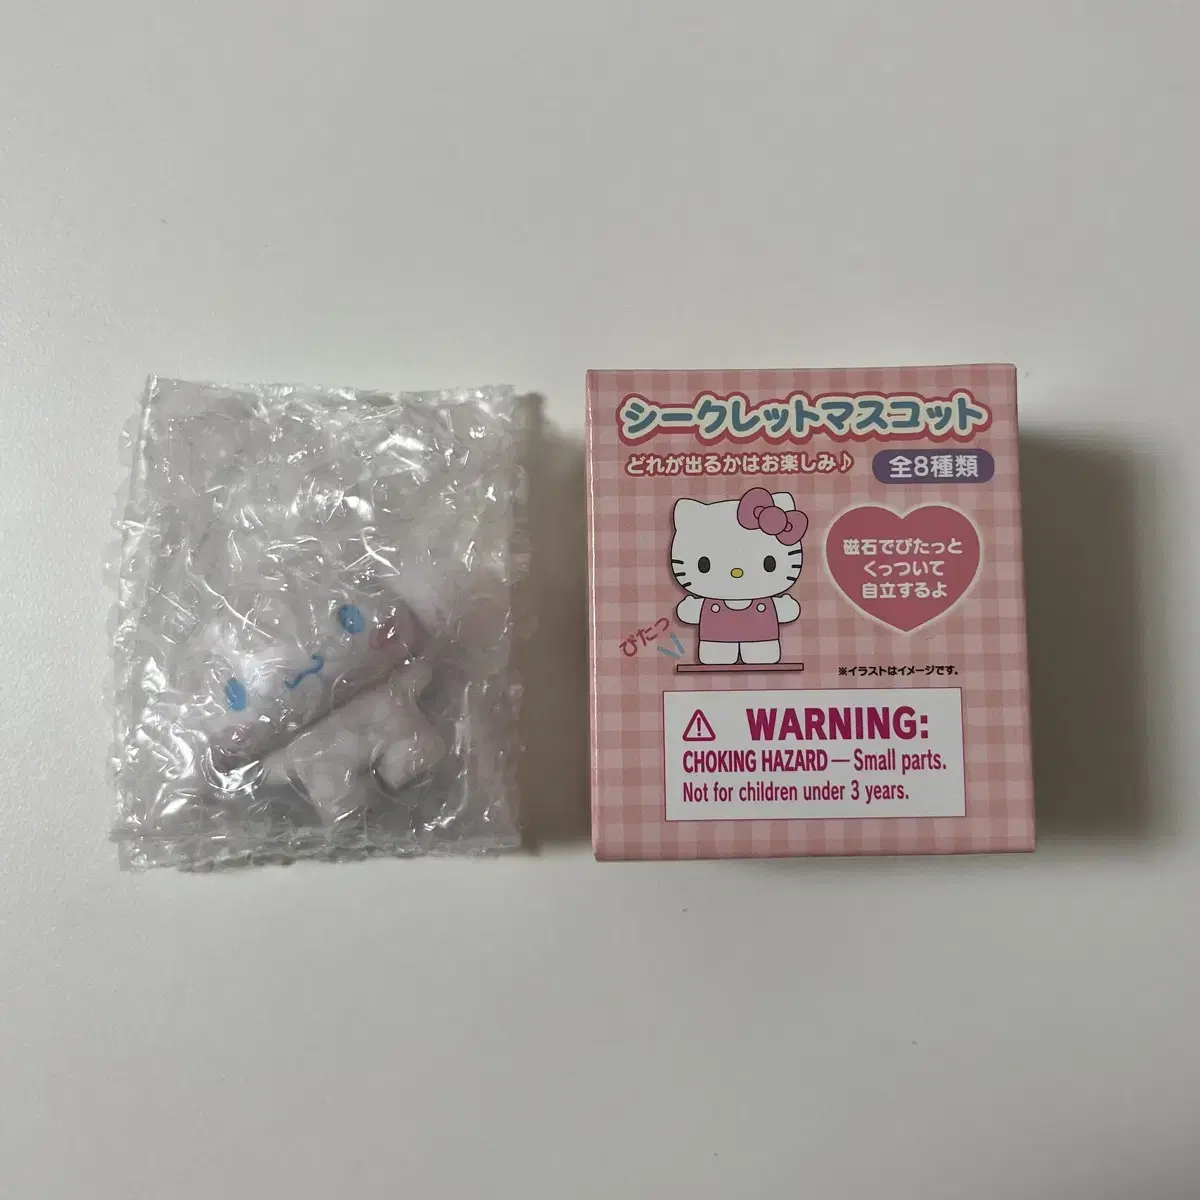 シークレットマスコット
どれが出るかはお楽しみ♪
全8種類
磁石でぴたっと
くっついて
自立するよ
ぴたっ
※イラストはイメージです。
WARNING:
CHOKING HAZARD — Small parts.
Not for children under 3 years.